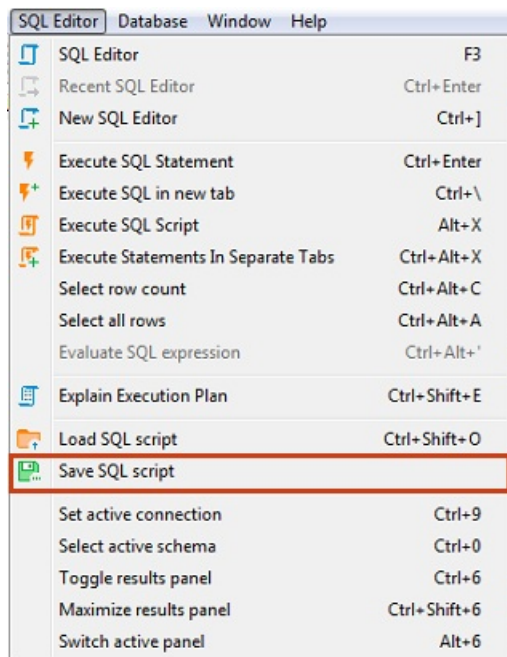 SQL Editor Database Window Help
SQL Editor F3
Recent SQL Editor Ctrl+Enter
New SQL Editor Ctrl+]
Execute SQL Statement Ctrl+Enter
Execute SQL in new tab Ctrl+\
Execute SQL Script Alt+X
Execute Statements In Separate Tabs Ctrl+Alt+X
Select row count Ctrl+Alt+C
Select all rows Ctrl+Alt+A
Evaluate SQL expression Ctrl+Alt+'
Explain Execution Plan Ctrl+Shift+E
Load SQL script Ctrl+Shift+O
Save SQL script
Set active connection Ctrl+9
Select active schema Ctrl+0
Toggle results panel Ctrl+6
Maximize results panel Ctrl+Shift+6
Switch active panel Alt+6